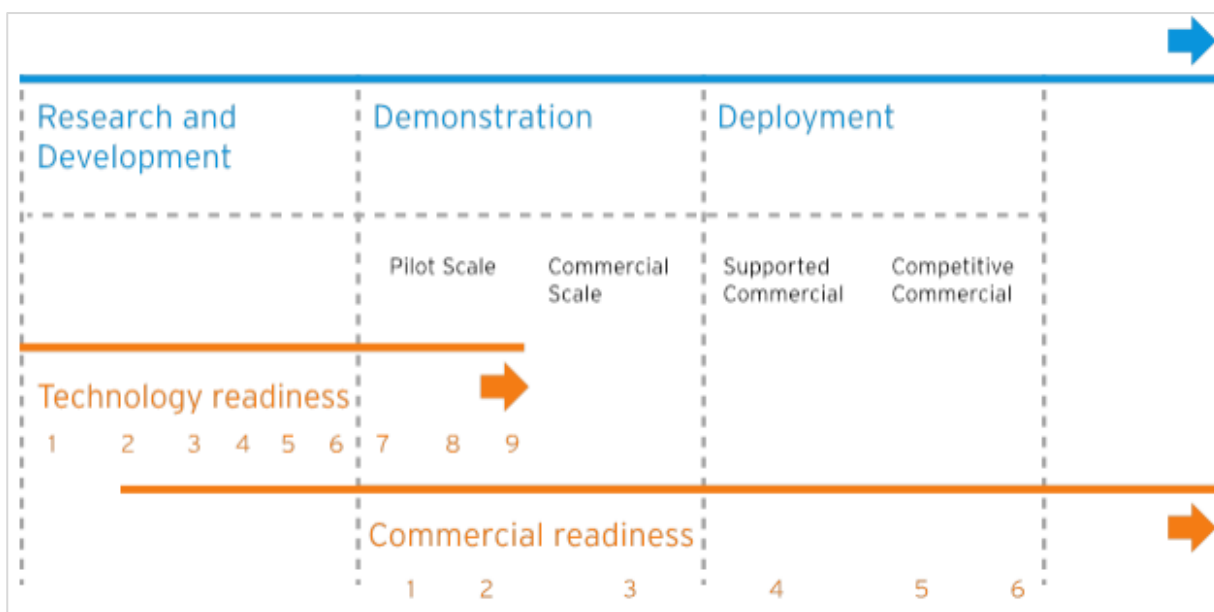 Research and
Development
Demonstration
Deployment
Pilot Scale
Commercial
Scale
Supported
Commercial
Competitive
Commercial
Technology readiness
1 2 3 4 5 6 7 8 9
Commercial readiness
1 2 3 4 5 6